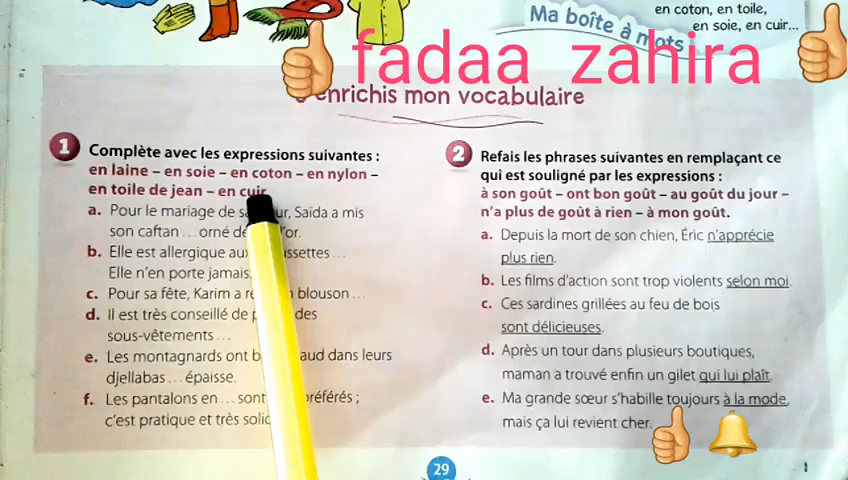 en coton, en toile,
Ma boîte à mots
en soie, en cuir...
fadaa zahira
enrichis mon vocabulaire
1 Complète avec les expressions suivantes :
en laine – en soie – en coton – en nylon –
en toile de jean – en cuir
a. Pour le mariage de Saïda a mis
son caftan ... orné d'or.
b. Elle est allergique
Elle n'en porte jamais
c. Pour sa fête, Karim a blouson ...
d. Il est très conseillé de des
sous-vêtements ...
e. Les montagnards ont dans leurs
djellabas ... épaisse.
f. Les pantalons en ... sont préférés ;
c'est pratique et très
2 Refais les phrases suivantes en remplaçant ce
qui est souligné par les expressions :
à son goût – ont bon goût – au goût du jour –
n'a plus de goût à rien – à mon goût.
a. Depuis la mort de son chien, Éric n'apprécie
plus rien.
b. Les films d'action sont trop violents selon moi.
c. Ces sardines grillées au feu de bois
sont délicieuses.
d. Après un tour dans plusieurs boutiques,
maman a trouvé enfin un gilet qui lui plaît.
e. Ma grande sœur s'habille toujours à la mode,
mais ça lui revient cher.
29